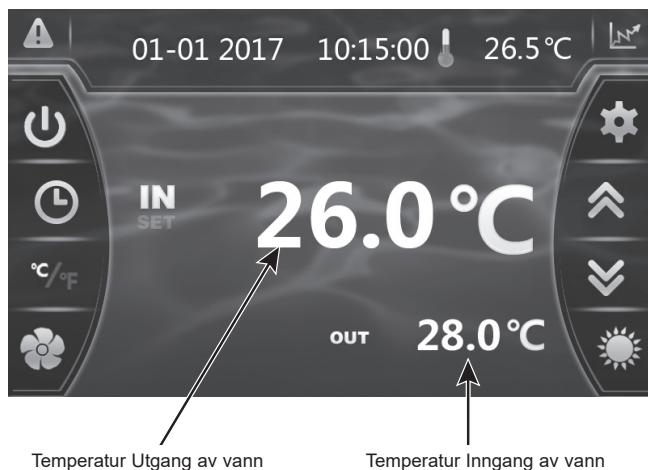 01-01 2017 10:15:00 26.5°C
IN 26.0°C
SET
°C/°F
OUT 28.0°C
Temperatur Utgang av vann Temperatur Inngang av vann